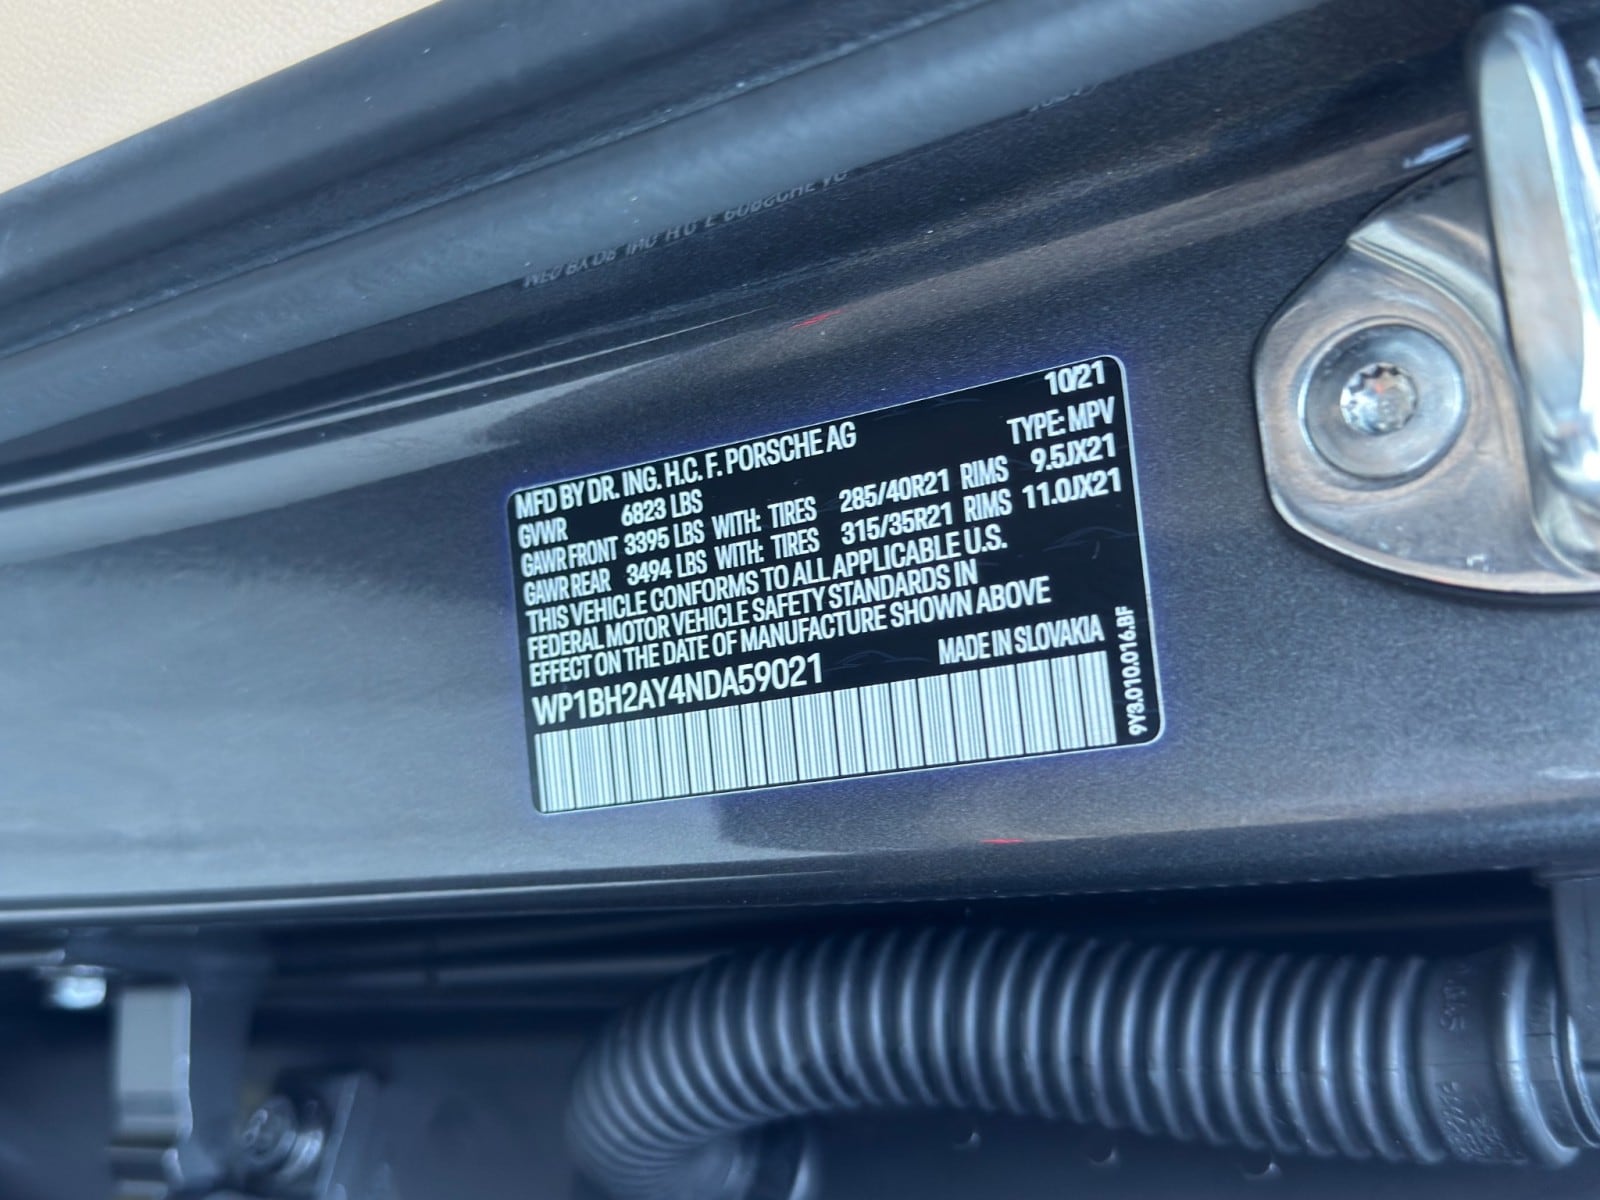 MFD BY DR. ING. H.C. F. PORSCHE AG 10/21
GVWR 6823 LBS TYPE: MPV
GAWR FRONT 3395 LBS WITH: TIRES 285/40R21 RIMS 9.5JX21
GAWR REAR 3494 LBS WITH: TIRES 315/35R21 RIMS 11.0JX21
THIS VEHICLE CONFORMS TO ALL APPLICABLE U.S.
FEDERAL MOTOR VEHICLE SAFETY STANDARDS IN
EFFECT ON THE DATE OF MANUFACTURE SHOWN ABOVE
WP1BH2AY4NDA59021 MADE IN SLOVAKIA
9Y3.010.016.BF